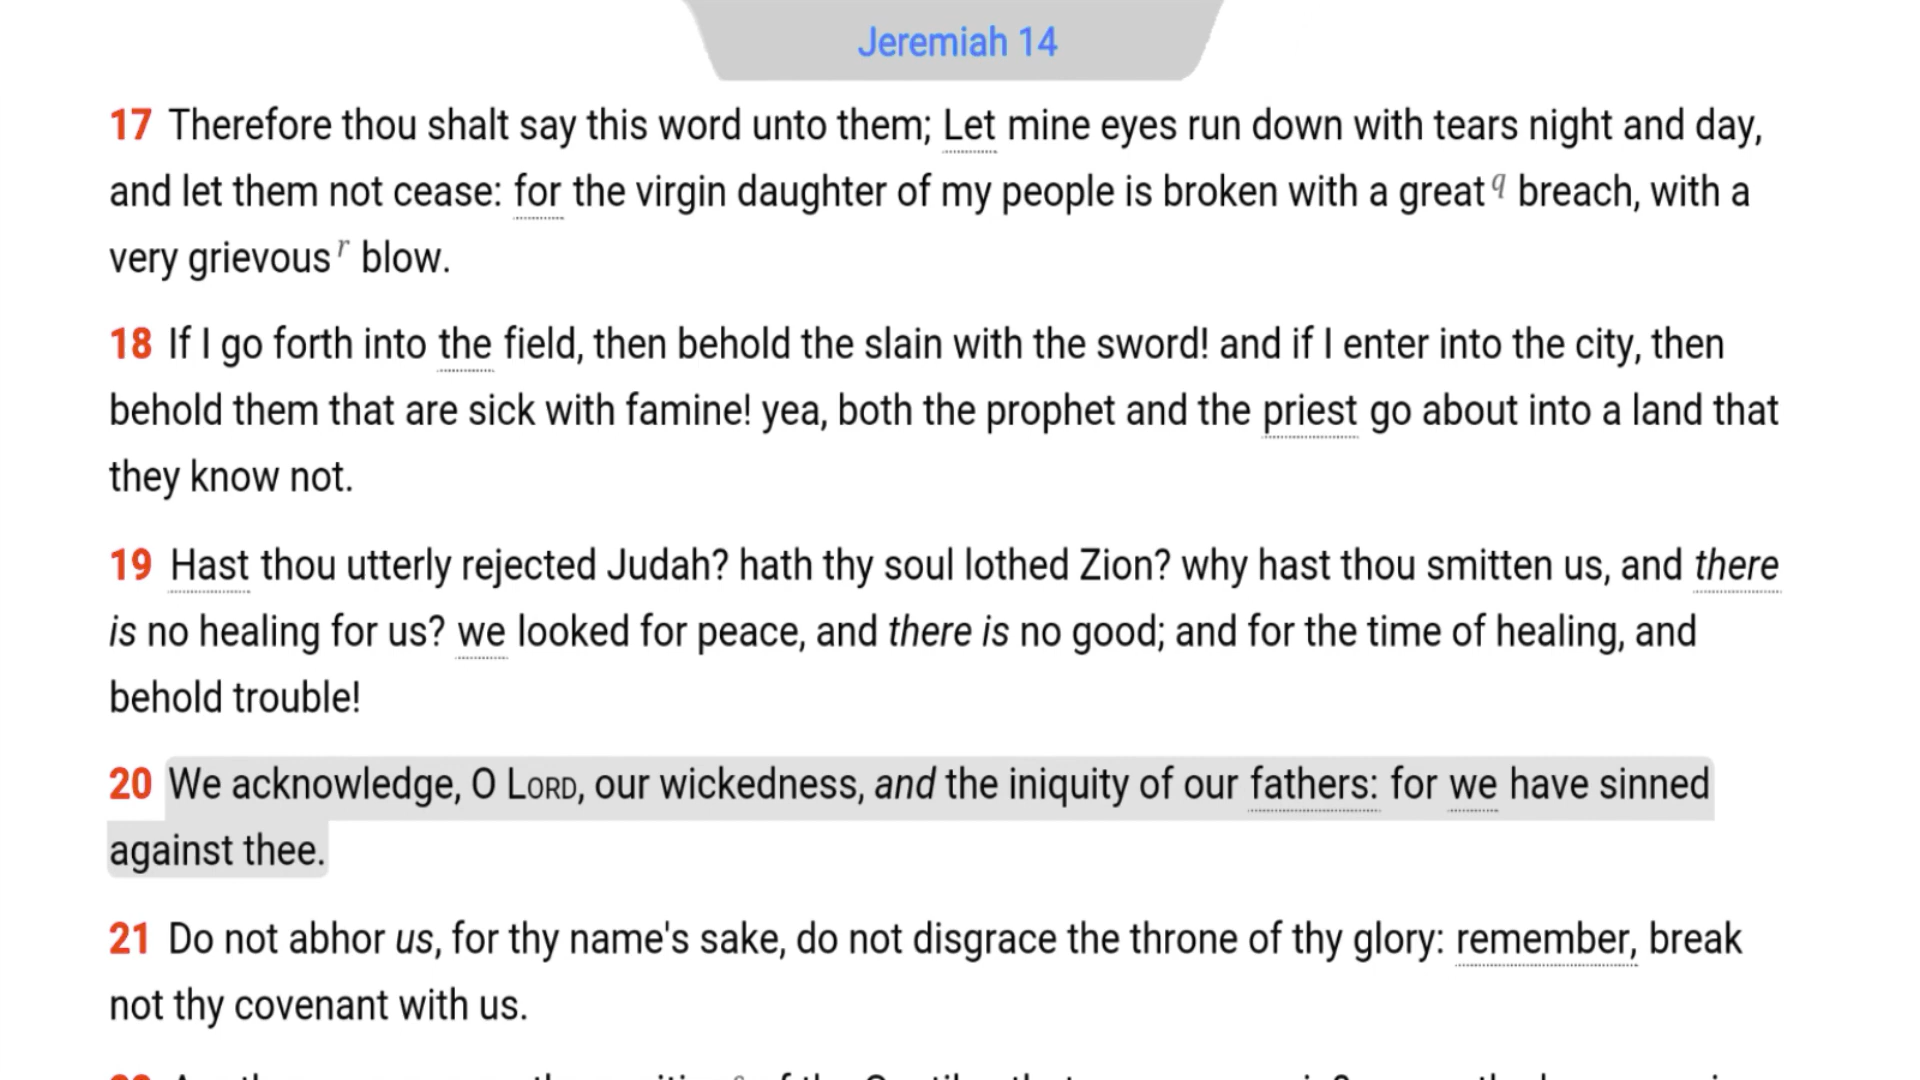 Jeremiah 14
17 Therefore thou shalt say this word unto them; Let mine eyes run down with tears night and day,
and let them not cease: for the virgin daughter of my people is broken with a great q breach, with a
very grievous r blow.
18 If I go forth into the field, then behold the slain with the sword! and if I enter into the city, then
behold them that are sick with famine! yea, both the prophet and the priest go about into a land that
they know not.
19 Hast thou utterly rejected Judah? hath thy soul lothed Zion? why hast thou smitten us, and there
is no healing for us? we looked for peace, and there is no good; and for the time of healing, and
behold trouble!
20 We acknowledge, O LORD, our wickedness, and the iniquity of our fathers: for we have sinned
against thee.
21 Do not abhor us, for thy name's sake, do not disgrace the throne of thy glory: remember, break
not thy covenant with us.